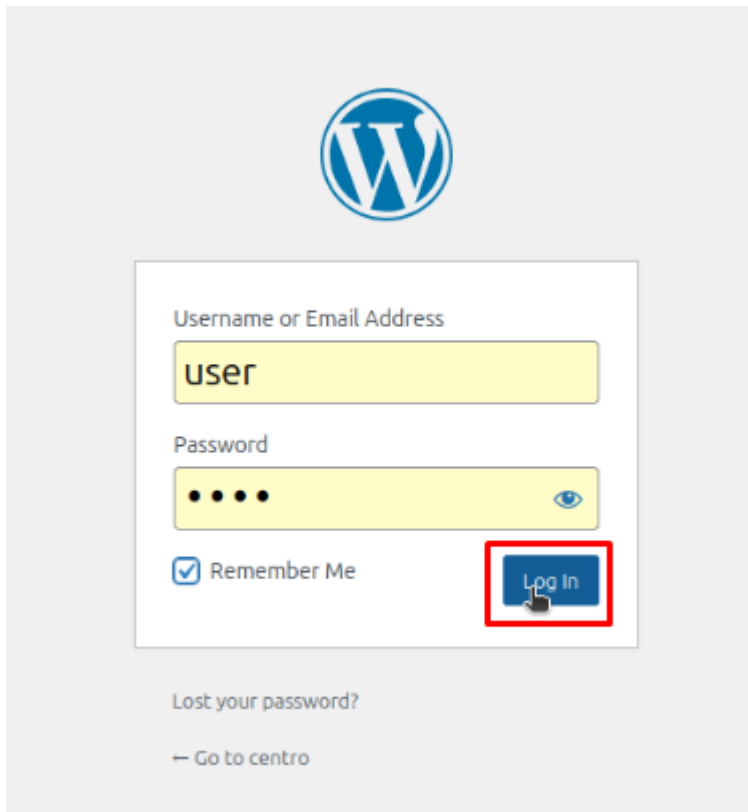 Username or Email Address
user
Password
••••
Remember Me
Log In
Lost your password?
← Go to centro